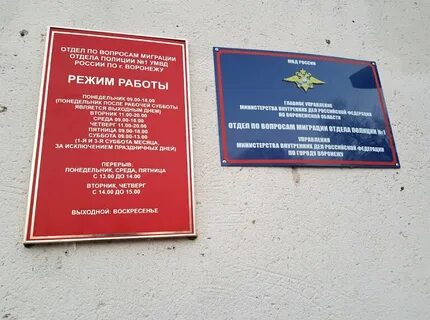 ОТДЕЛ ПО ВОПРОСАМ МИГРАЦИИ
ОТДЕЛА ПОЛИЦИИ №1 УМВД
РОССИИ ПО г. ВОРОНЕЖУ
РЕЖИМ РАБОТЫ
ПОНЕДЕЛЬНИК 09.00-18.00
(ПОНЕДЕЛЬНИК ПОСЛЕ РАБОЧЕЙ СУББОТЫ
ЯВЛЯЕТСЯ ВЫХОДНЫМ ДНЕМ)
ВТОРНИК 11.00-20.00
СРЕДА 09.00-18.00
ЧЕТВЕРГ 11.00-20.00
ПЯТНИЦА 09.00-18.00
СУББОТА 09.00-13.00
(1-Я И 3-Я СУББОТА МЕСЯЦА,
ЗА ИСКЛЮЧЕНИЕМ ПРАЗДНИЧНЫХ ДНЕЙ)
ПЕРЕРЫВ:
ПОНЕДЕЛЬНИК, СРЕДА, ПЯТНИЦА
С 13.00 ДО 14.00
ВТОРНИК, ЧЕТВЕРГ
С 14.00 ДО 15.00
ВЫХОДНОЙ: ВОСКРЕСЕНЬЕ
МВД РОССИИ
ГЛАВНОЕ УПРАВЛЕНИЕ
МИНИСТЕРСТВА ВНУТРЕННИХ ДЕЛ РОССИЙСКОЙ ФЕДЕРАЦИИ
ПО ВОРОНЕЖСКОЙ ОБЛАСТИ
ОТДЕЛ ПО ВОПРОСАМ МИГРАЦИИ ОТДЕЛА ПОЛИЦИИ №1
УПРАВЛЕНИЯ
МИНИСТЕРСТВА ВНУТРЕННИХ ДЕЛ РОССИЙСКОЙ ФЕДЕРАЦИИ
ПО ГОРОДУ ВОРОНЕЖУ